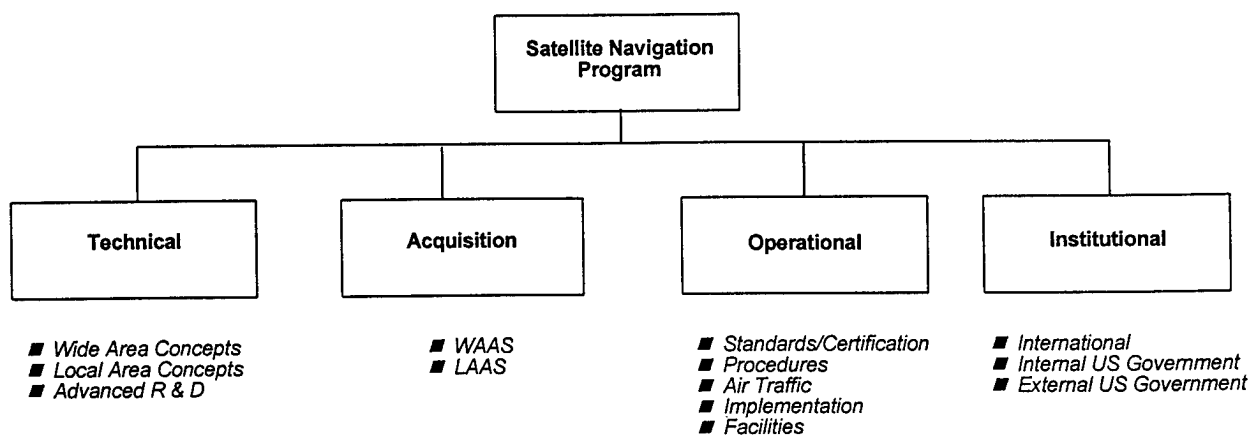 Satellite Navigation
Program
Technical
Acquisition
Operational
Institutional
Wide Area Concepts
Local Area Concepts
Advanced R & D
WAAS
LAAS
Standards/Certification
Procedures
Air Traffic
Implementation
Facilities
International
Internal US Government
External US Government